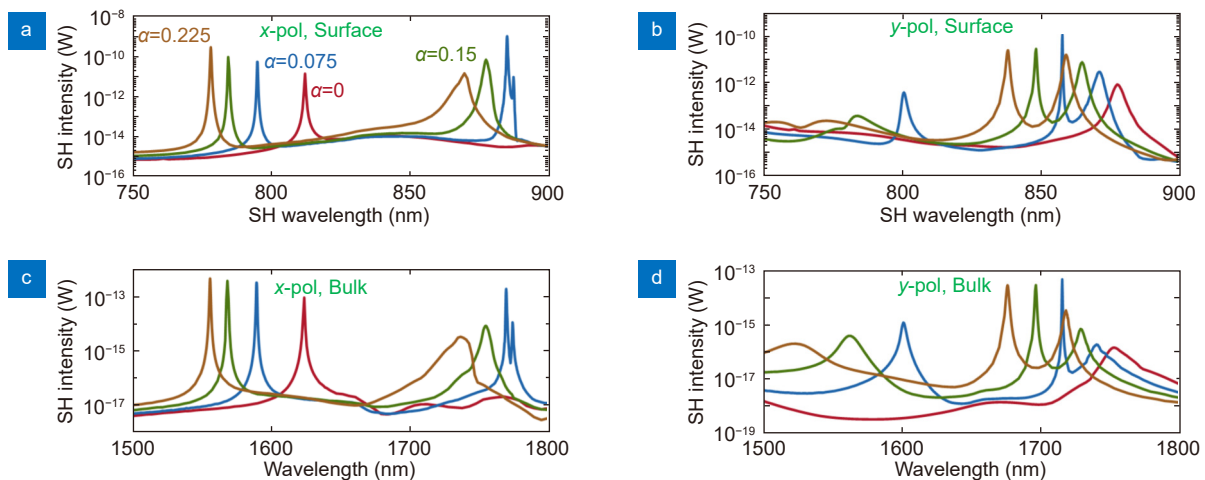 a
SH intensity (W)
10⁻⁸
10⁻¹⁰
10⁻¹²
10⁻¹⁴
10⁻¹⁶
x-pol, Surface
α=0.225
α=0.075
α=0
α=0.15
750
800
850
900
SH wavelength (nm)
b
SH intensity (W)
10⁻¹⁰
10⁻¹²
10⁻¹⁴
10⁻¹⁶
y-pol, Surface
750
800
850
900
SH wavelength (nm)
c
SH intensity (W)
10⁻¹³
10⁻¹⁵
10⁻¹⁷
x-pol, Bulk
1500
1600
1700
1800
Wavelength (nm)
d
SH intensity (W)
10⁻¹³
10⁻¹⁵
10⁻¹⁷
10⁻¹⁹
y-pol, Bulk
1500
1600
1700
1800
Wavelength (nm)